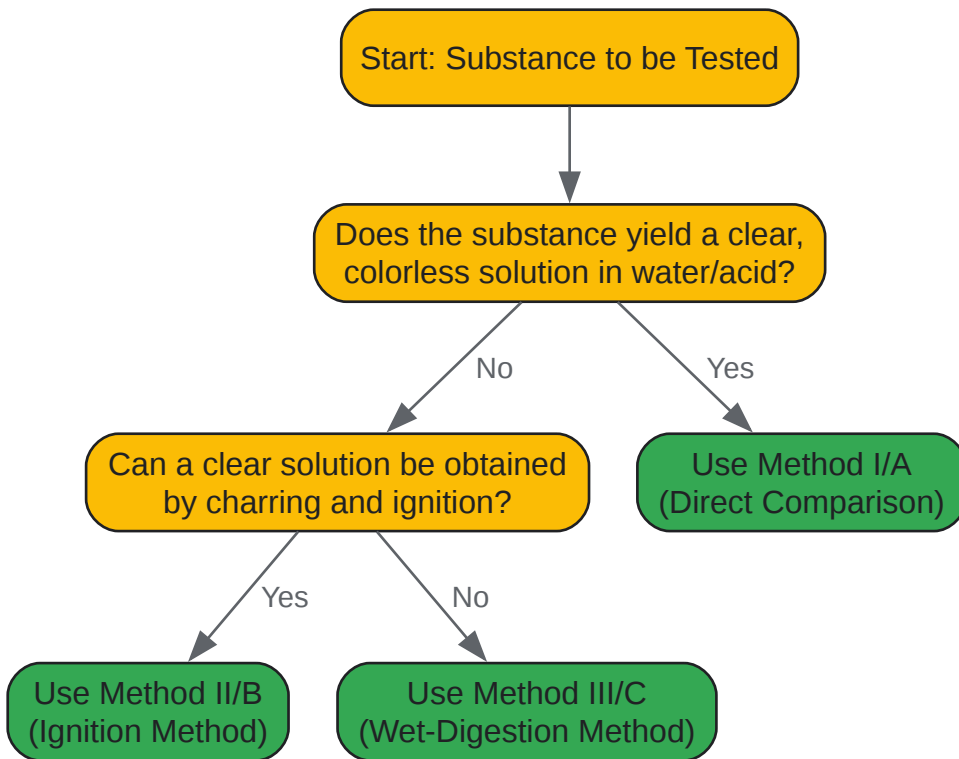 Start: Substance to be Tested
Does the substance yield a clear,
colorless solution in water/acid?
No
Yes
Can a clear solution be obtained
by charring and ignition?
Use Method I/A
(Direct Comparison)
Yes
No
Use Method II/B
(Ignition Method)
Use Method III/C
(Wet-Digestion Method)